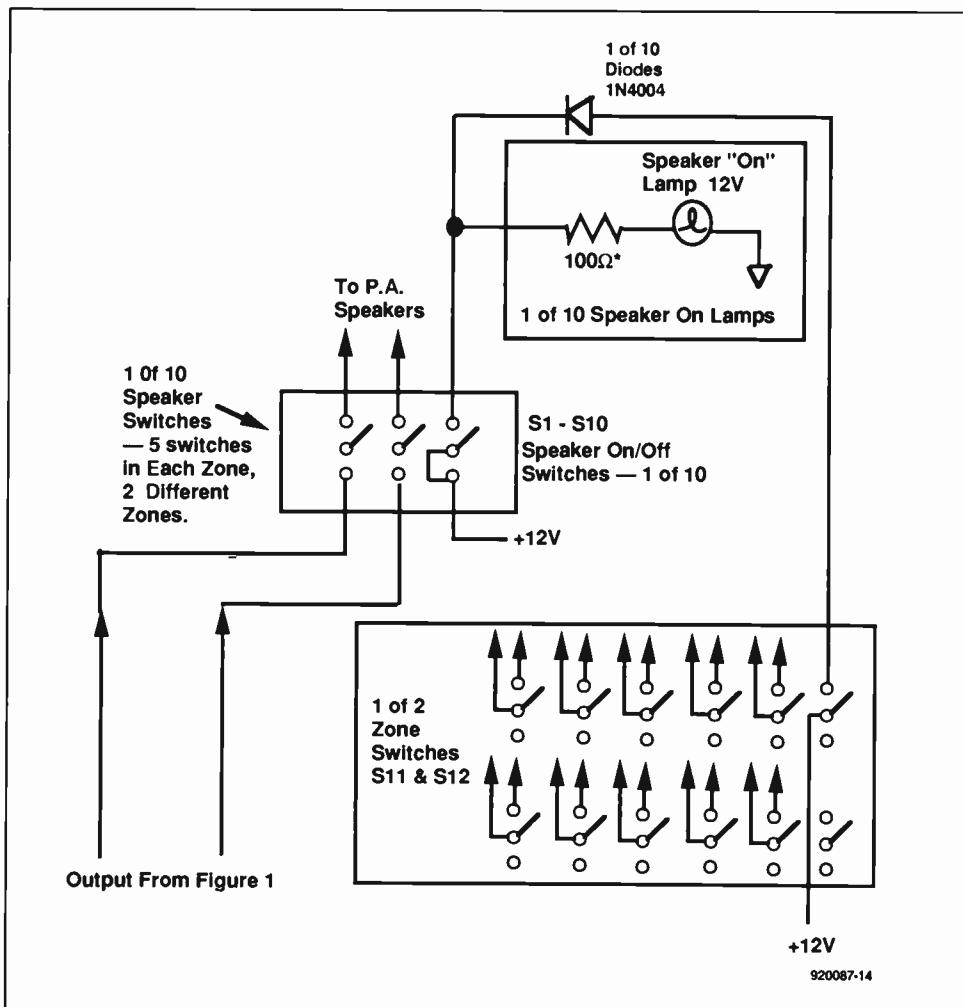 1 of 10
Diodes
1N4004
Speaker "On"
Lamp 12V
100Ω*
1 of 10 Speaker On Lamps
To P.A.
Speakers
1 Of 10
Speaker
Switches
— 5 switches
in Each Zone,
2 Different
Zones.
S1 - S10
Speaker On/Off
Switches — 1 of 10
+12V
1 of 2
Zone
Switches
S11 & S12
Output From Figure 1
+12V
920087-14